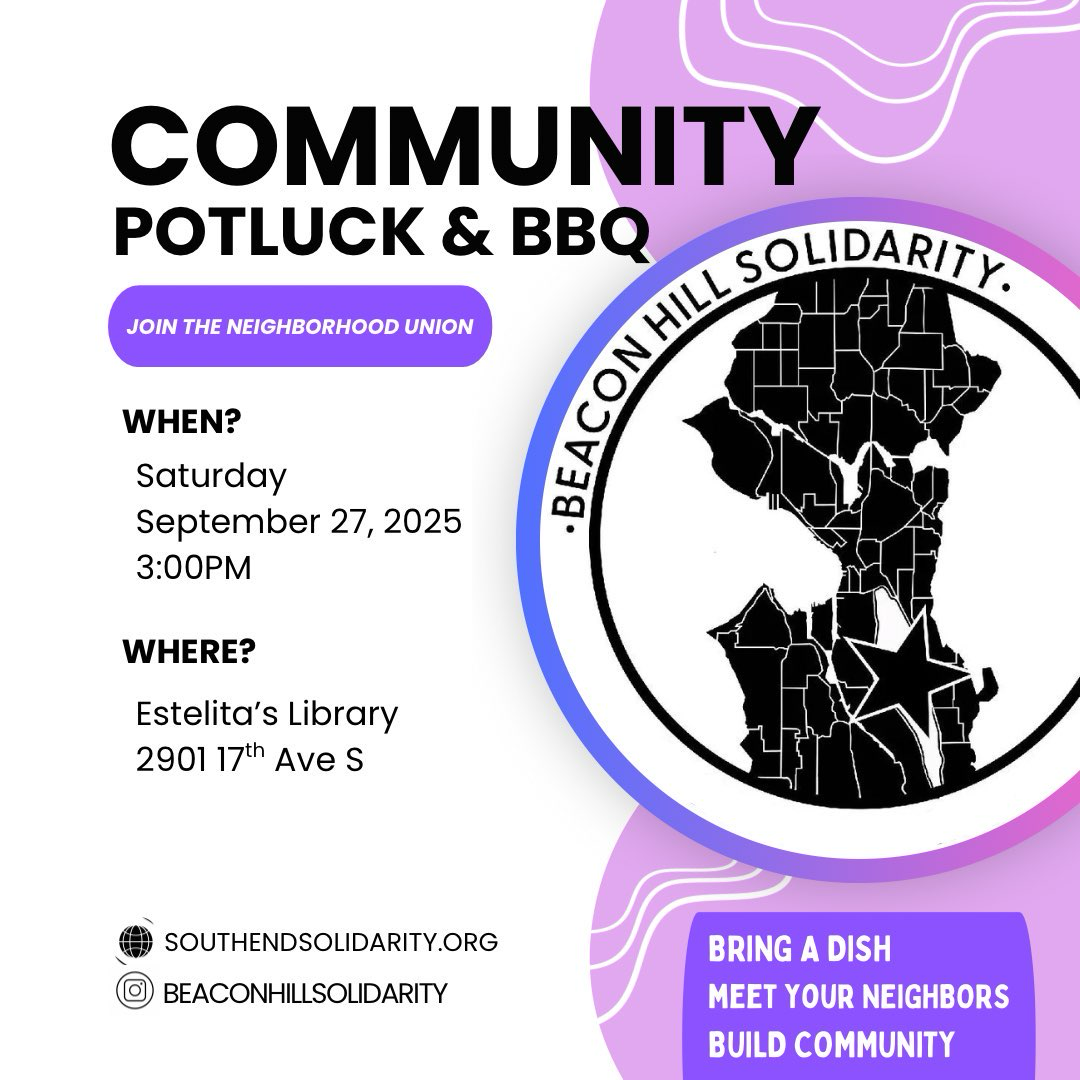 COMMUNITY
POTLUCK & BBQ
JOIN THE NEIGHBORHOOD UNION
WHEN?
Saturday
September 27, 2025
3:00PM
WHERE?
Estelita’s Library
2901 17th Ave S
·BEACON HILL SOLIDARITY·
SOUTHENDSOLIDARITY.ORG
BEACONHILLSOLIDARITY
BRING A DISH
MEET YOUR NEIGHBORS
BUILD COMMUNITY